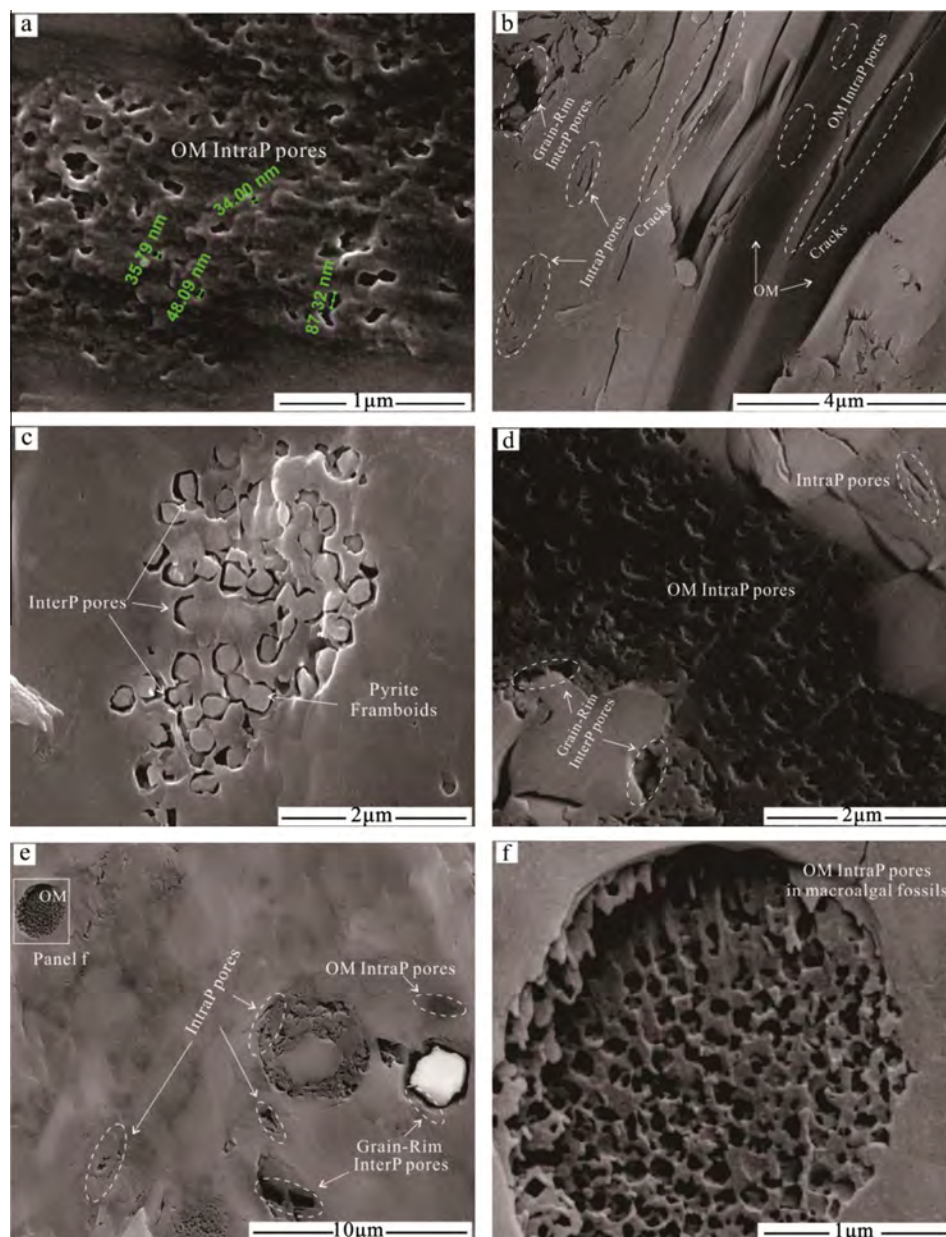 a
OM IntraP pores
34.00 nm
35.79 nm
48.09 nm
87.32 nm
1μm
b
Grain-Rim
InterP pores
IntraP pores
Cracks
OM IntraP pores
Cracks
OM
4μm
c
InterP pores
Pyrite
Framboids
2μm
d
IntraP pores
OM IntraP pores
Grain-Rim
InterP pores
2μm
e
OM
Panel f
IntraP pores
OM IntraP pores
Grain-Rim
InterP pores
10μm
f
OM IntraP pores
in macroalgal fossils
1μm